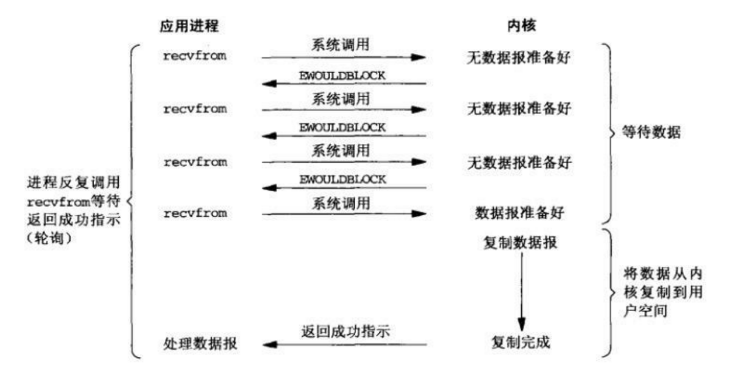 应用进程
内核
recvfrom
系统调用
无数据报准备好
EWOULDBLOCK
recvfrom
系统调用
无数据报准备好
EWOULDBLOCK
recvfrom
系统调用
无数据报准备好
EWOULDBLOCK
recvfrom
系统调用
数据报准备好
等待数据
进程反复调用
recvfrom等待
返回成功指示
（轮询）
复制数据报
将数据从内
核复制到用
户空间
处理数据报
返回成功指示
复制完成